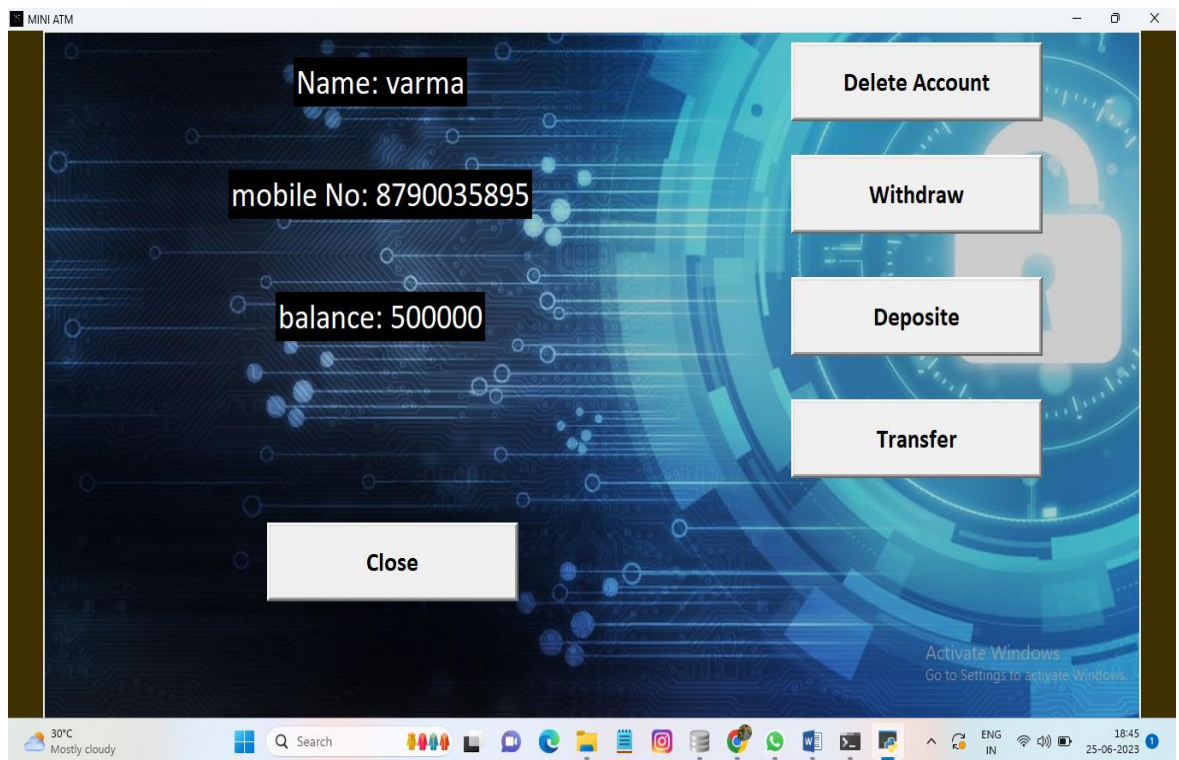 MINI ATM
Name: varma
Delete Account
mobile No: 8790035895
Withdraw
balance: 500000
Deposite
Transfer
Close
Activate Windows
Go to Settings to activate Windows.
30°C
Mostly cloudy
Search
ENG
IN
18:45
25-06-2023
1